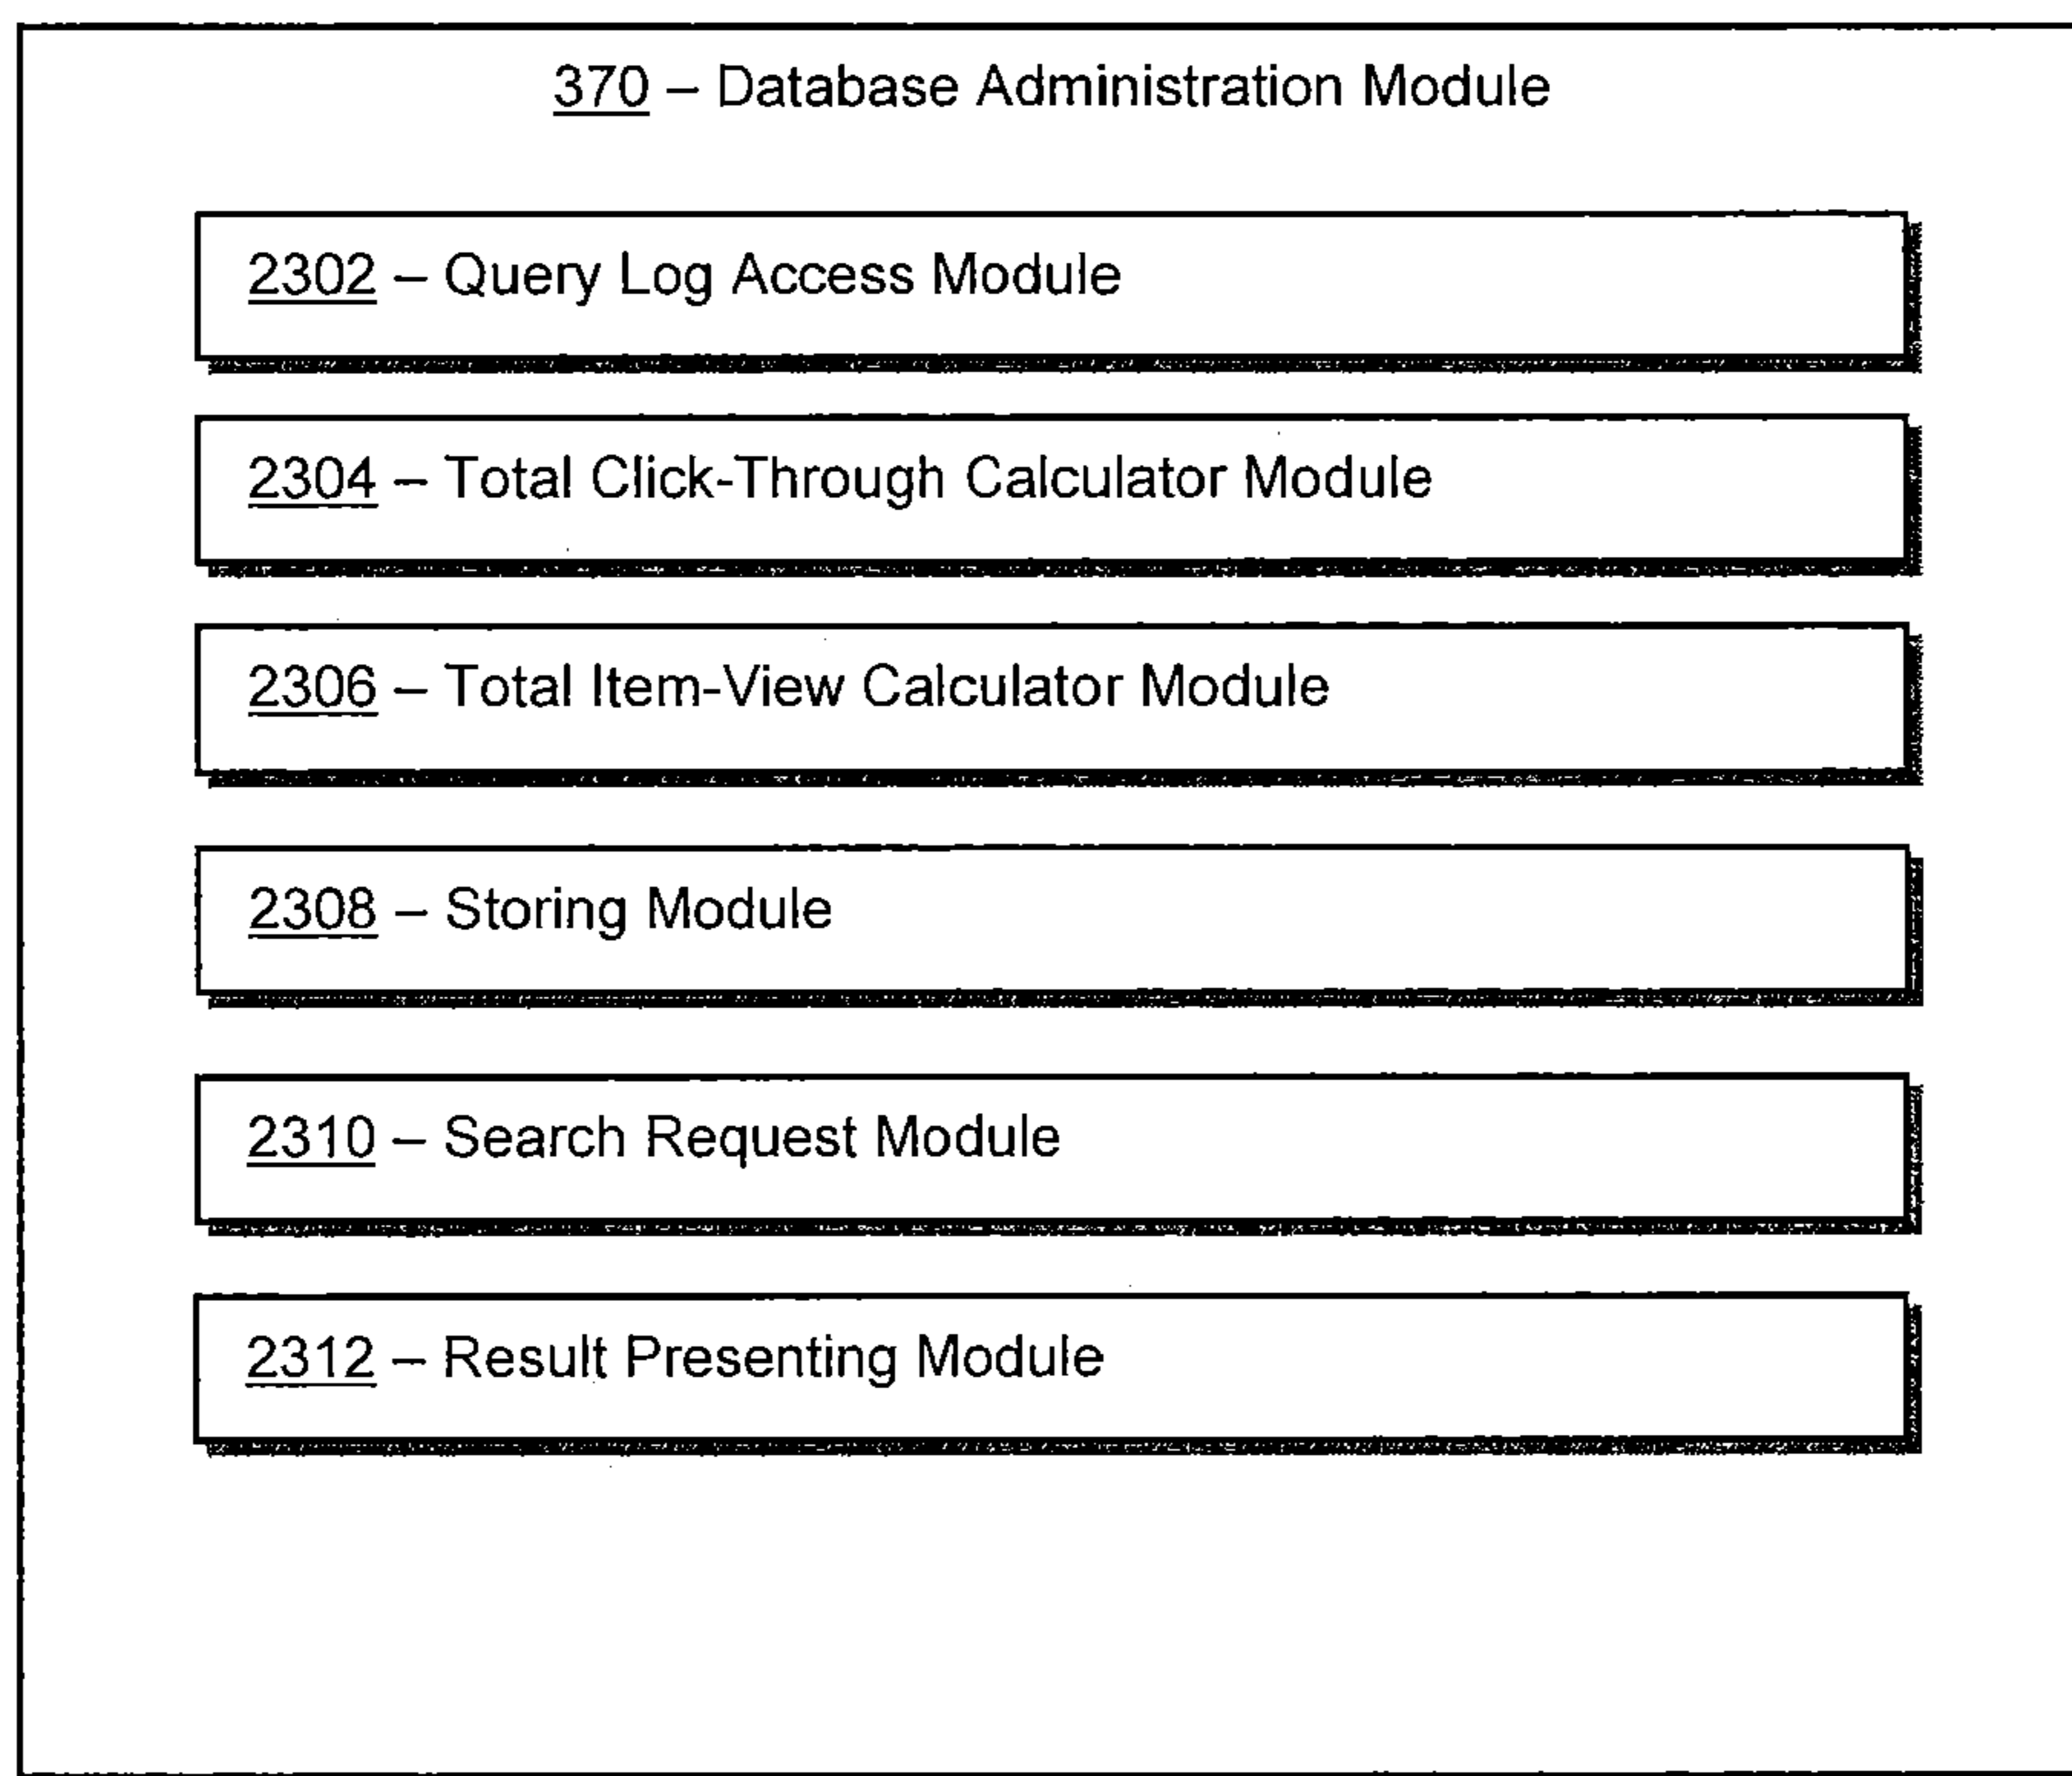 370 – Database Administration Module
2302 – Query Log Access Module
2304 – Total Click-Through Calculator Module
2306 – Total Item-View Calculator Module
2308 – Storing Module
2310 – Search Request Module
2312 – Result Presenting Module